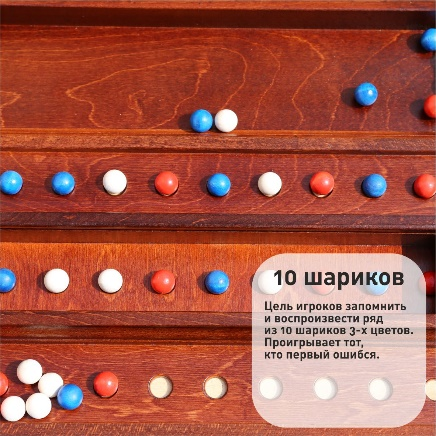 10 шариков
Цель игроков запомнить
и воспроизвести ряд
из 10 шариков 3-х цветов.
Проигрывает тот,
кто первый ошибся.